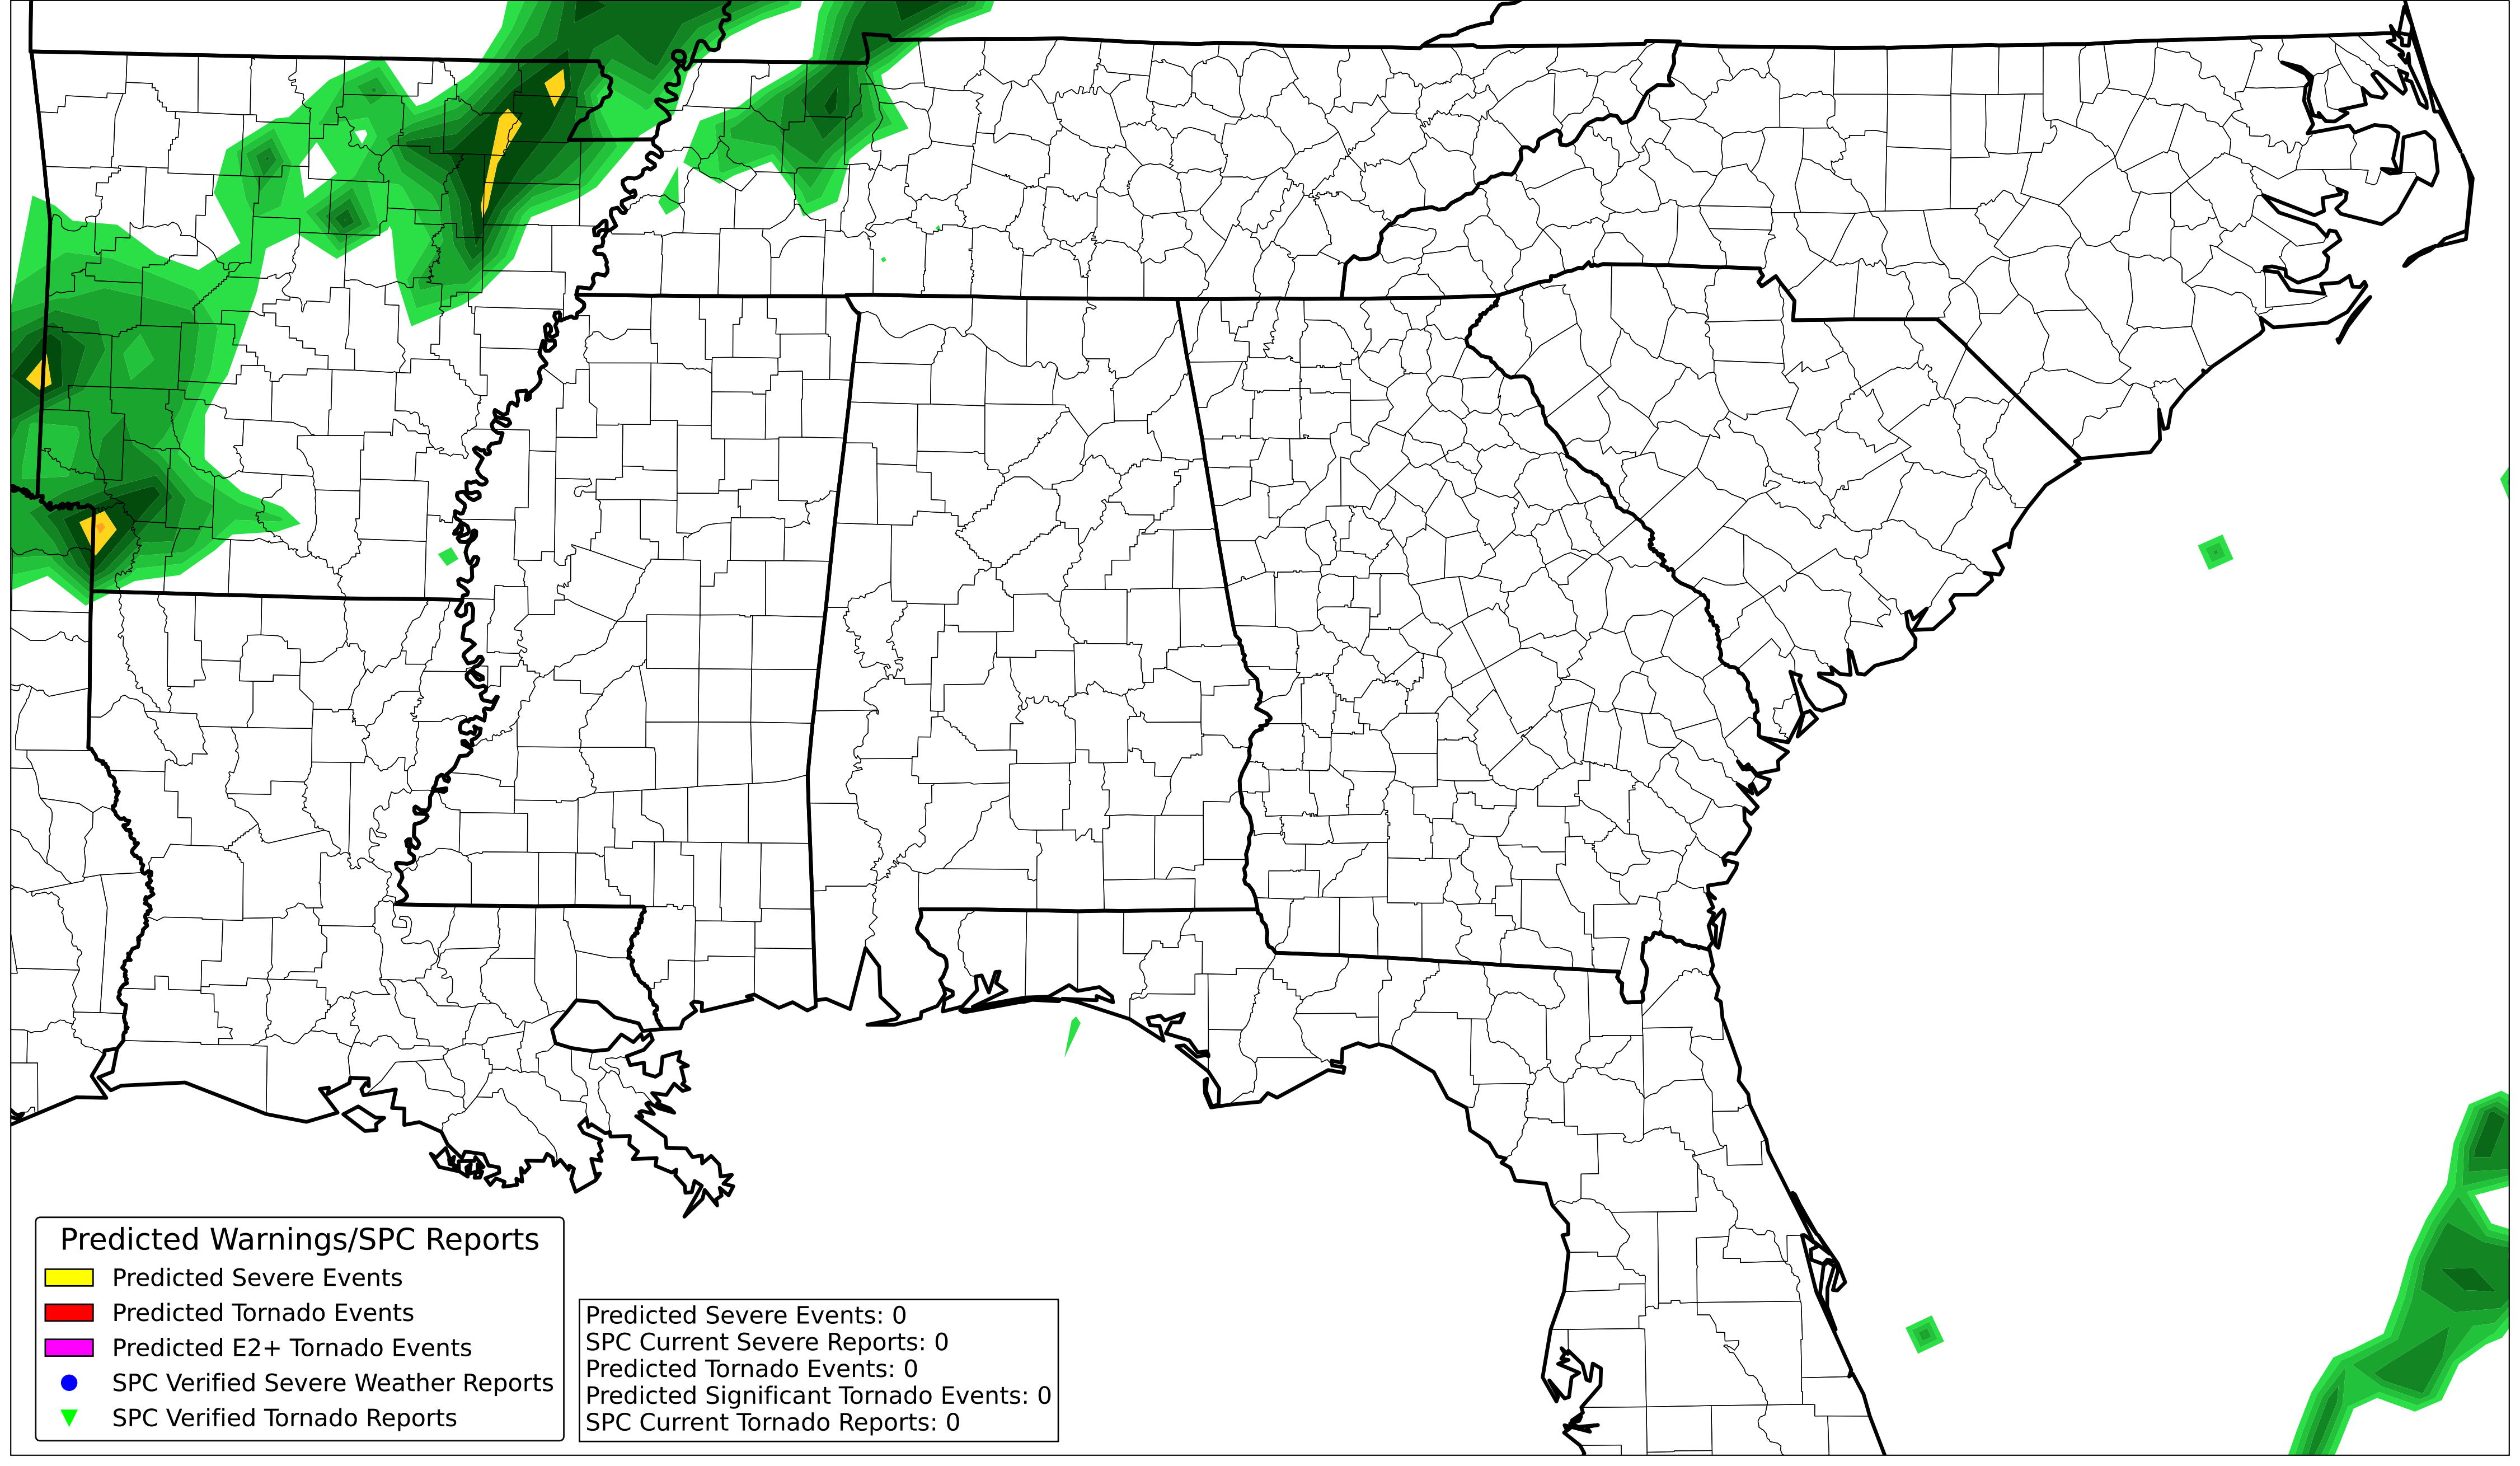 Predicted Warnings/SPC Reports
Predicted Severe Events
Predicted Tornado Events
Predicted E2+ Tornado Events
SPC Verified Severe Weather Reports
SPC Verified Tornado Reports
Predicted Severe Events: 0
SPC Current Severe Reports: 0
Predicted Tornado Events: 0
Predicted Significant Tornado Events: 0
SPC Current Tornado Reports: 0